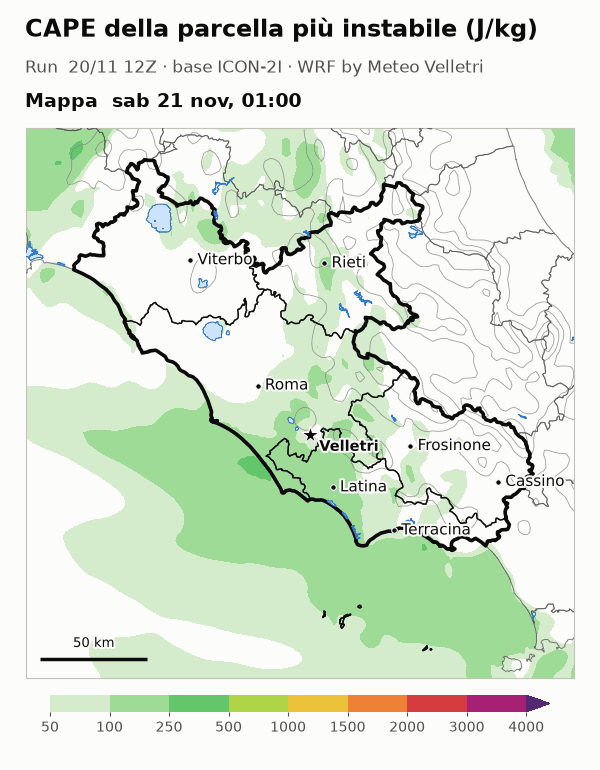 CAPE della parcella più instabile (J/kg)
Run  20/11 12Z · base ICON-2I · WRF by Meteo Velletri
Mappa  sab 21 nov, 01:00
Viterbo
Rieti
Roma
Velletri
Frosinone
Latina
Cassino
Terracina
50 km
50 100 250 500 1000 1500 2000 3000 4000